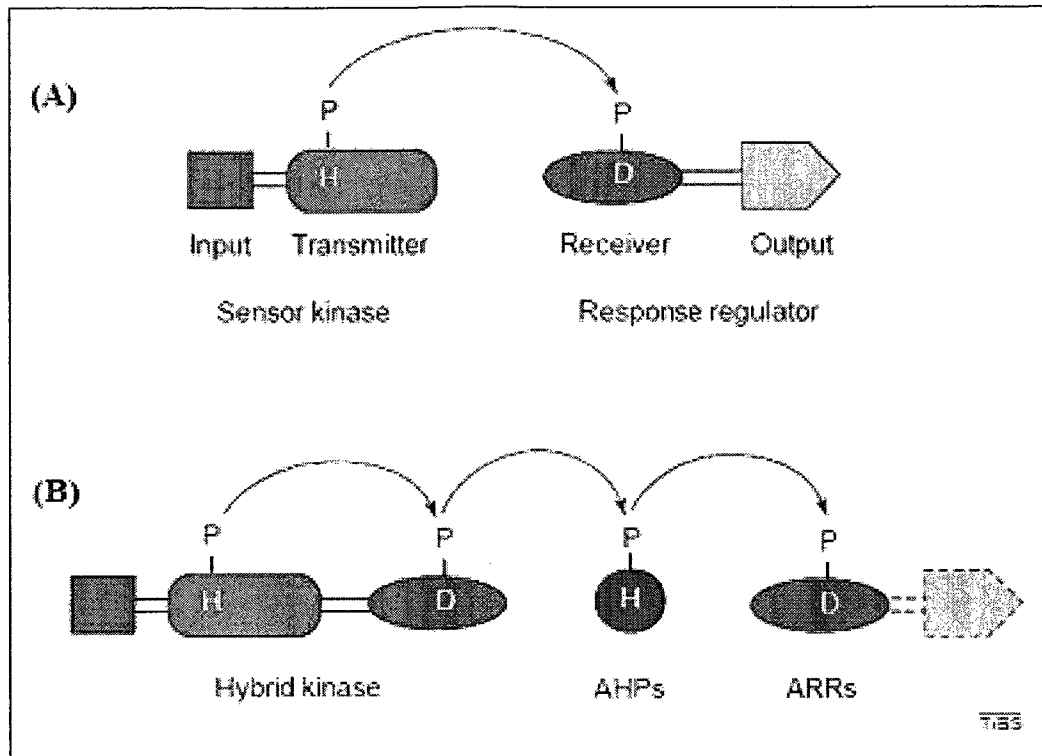 (A)
P
P
H
D
Input
Transmitter
Receiver
Output
Sensor kinase
Response regulator
(B)
P
P
P
P
H
D
H
D
Hybrid kinase
AHPs
ARRs
TiBS